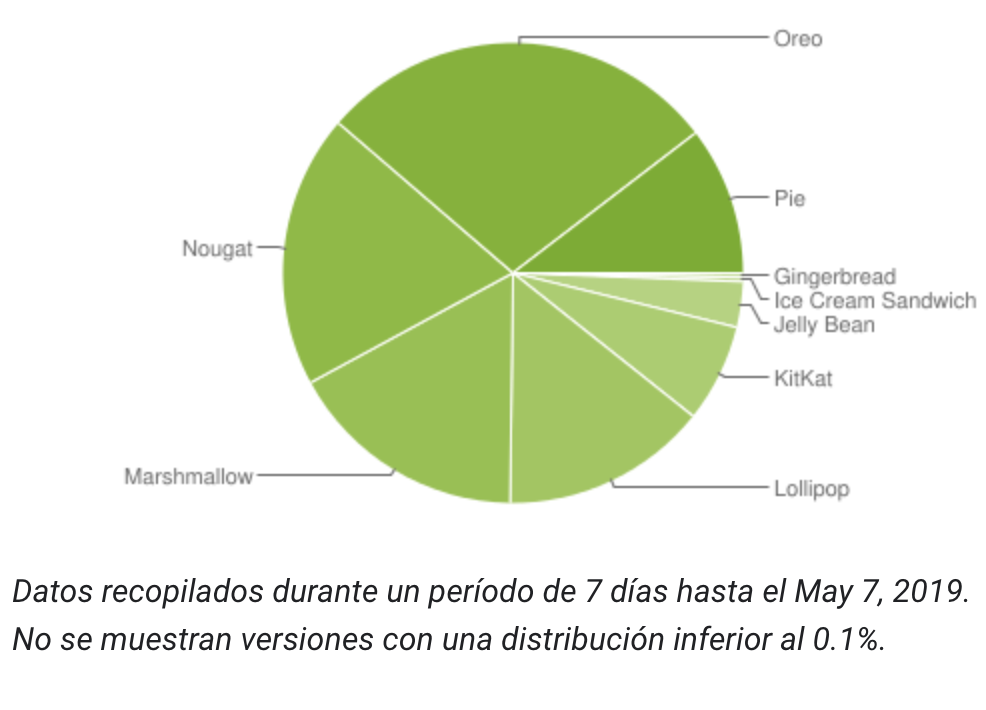 Oreo
Pie
Nougat
Gingerbread
Ice Cream Sandwich
Jelly Bean
KitKat
Marshmallow
Lollipop
Datos recopilados durante un período de 7 días hasta el May 7, 2019.
No se muestran versiones con una distribución inferior al 0.1%.